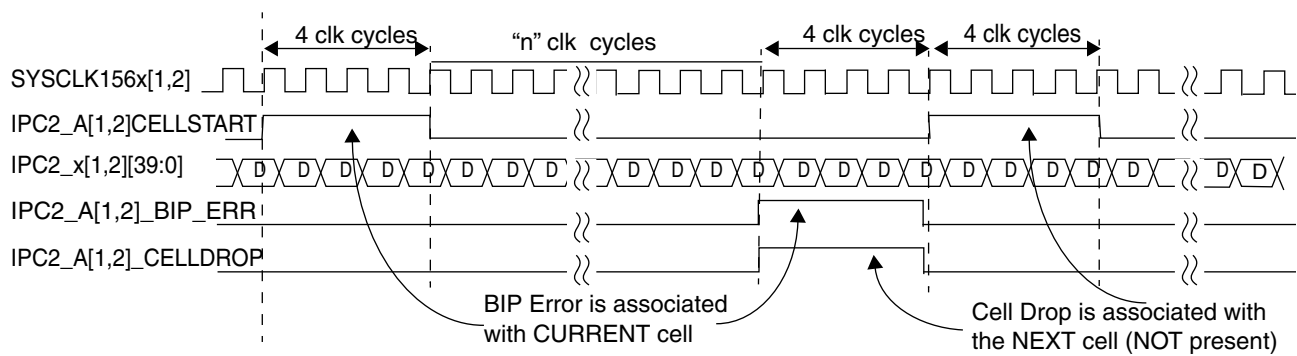 4 clk cycles
“n” clk cycles
4 clk cycles
4 clk cycles
SYSCLK156x[1,2]
IPC2_A[1,2]CELLSTART
IPC2_x[1,2][39:0]
D D D D D D D D D D D D D D D D D D D D D D
IPC2_A[1,2]_BIP_ERR
IPC2_A[1,2]_CELLDROP
BIP Error is associated
with CURRENT cell
Cell Drop is associated with
the NEXT cell (NOT present)